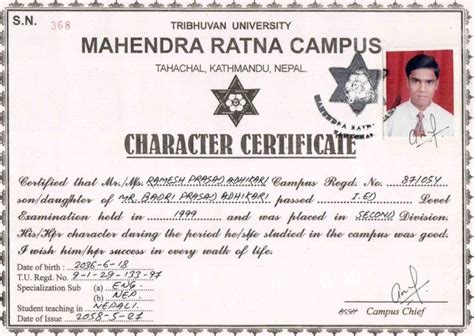 S.N. 368
TRIBHUVAN UNIVERSITY
MAHENDRA RATNA CAMPUS
TAHACHAL, KATHMANDU, NEPAL.
MAHENDRA RATNA
CHARACTER CERTIFICATE
Certified that Mr./Ms. RAMESH PRASAD ADHIKARI Campus Regd. No. 87/054
son/daughter of MR. BADRI PRASAD ADHIKARI passed I.ED Level
Examination held in 1999 and was placed in SECOND Division.
His/Her character during the period he/she studied in the campus was good.
I wish him/her success in every walk of life.
Date of birth : 2036-6-18
T.U. Regd. No. 9-1-29-133-97
Specialization Sub (a) ENG.
(b) NEP
Student teaching in NEPALI.
Date of Issue 2058-5-27
Asst Campus Chief